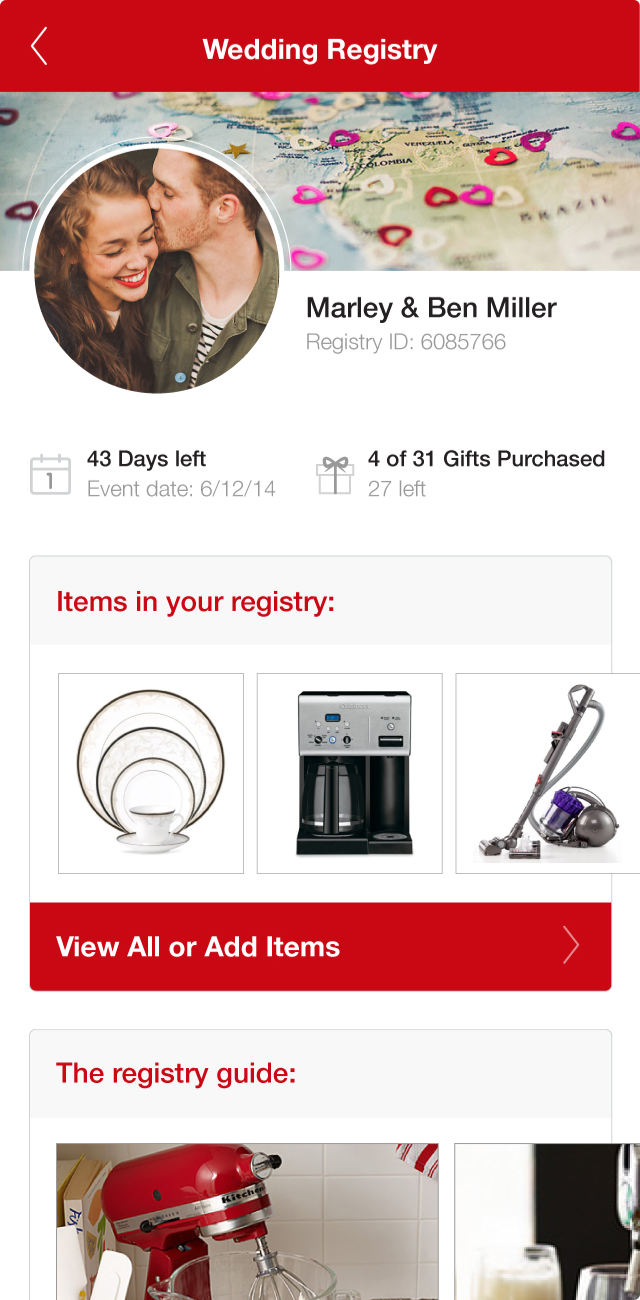 Wedding Registry
VENEZUELA
COLOMBIA
BRAZIL
Marley & Ben Miller
Registry ID: 6085766
1
43 Days left
Event date: 6/12/14
4 of 31 Gifts Purchased
27 left
Items in your registry:
Cuisinart
View All or Add Items
The registry guide:
KitchenAid